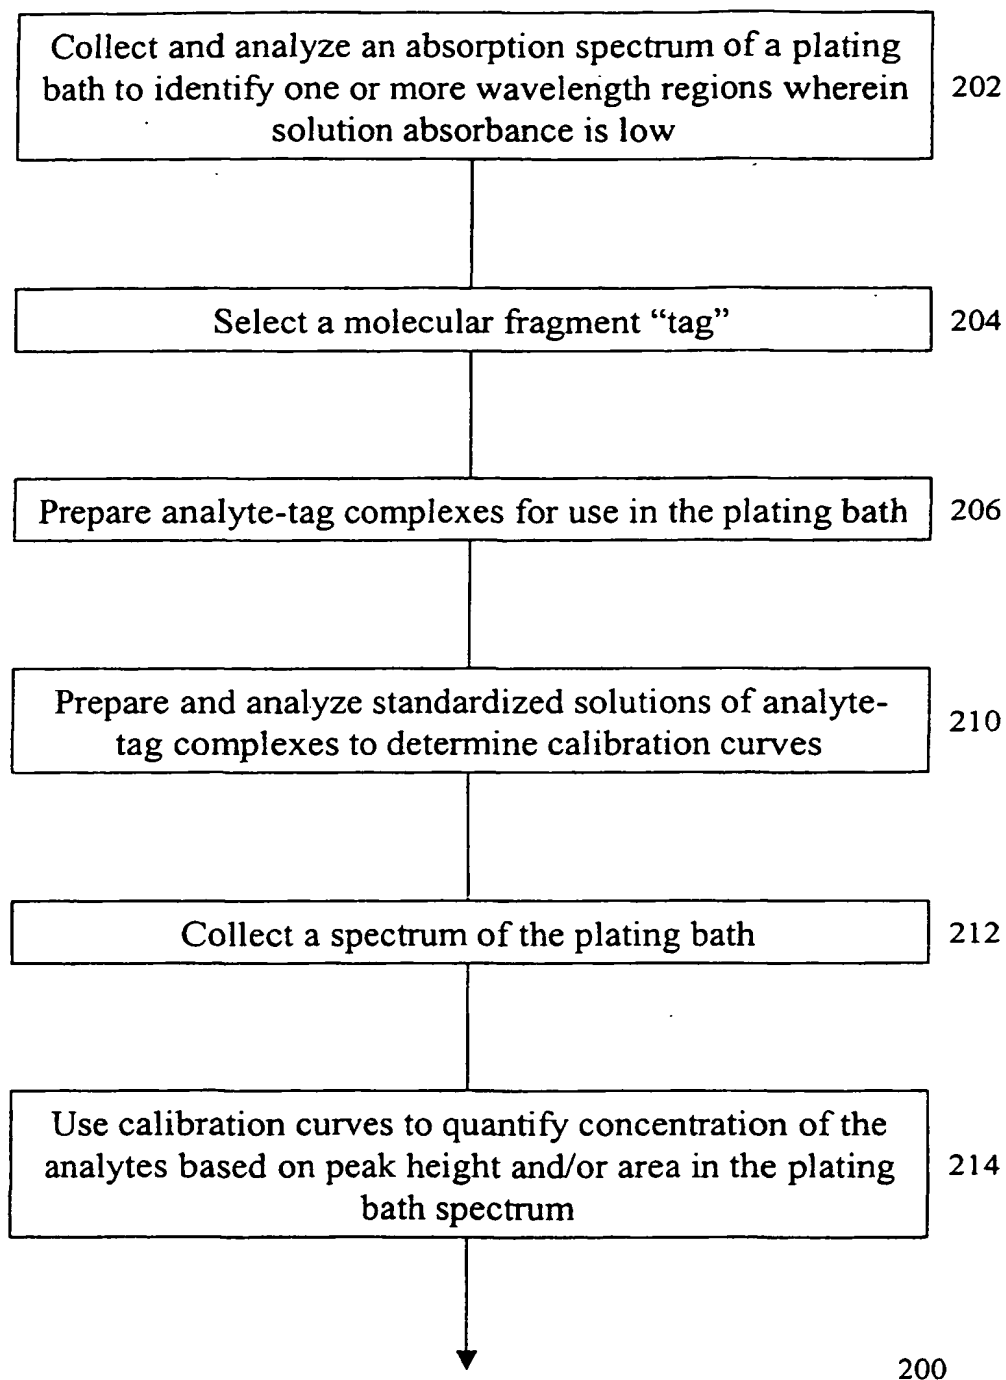 Collect and analyze an absorption spectrum of a plating
bath to identify one or more wavelength regions wherein
solution absorbance is low
202
Select a molecular fragment “tag”
204
Prepare analyte-tag complexes for use in the plating bath
206
Prepare and analyze standardized solutions of analyte-
tag complexes to determine calibration curves
210
Collect a spectrum of the plating bath
212
Use calibration curves to quantify concentration of the
analytes based on peak height and/or area in the plating
bath spectrum
214
200